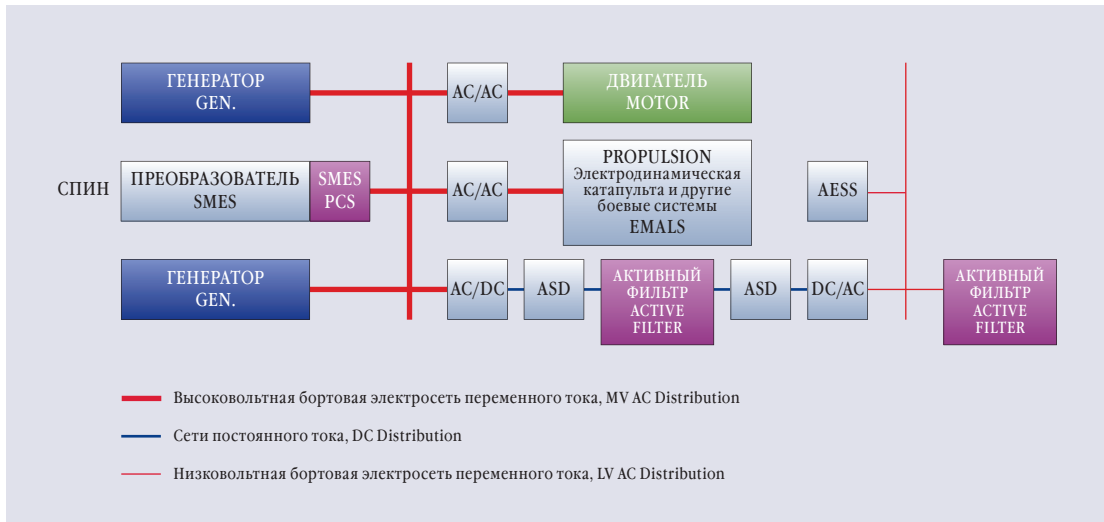 ГЕНЕРАТОР
GEN.
AC/AC
ДВИГАТЕЛЬ
MOTOR
СПИН
ПРЕОБРАЗОВАТЕЛЬ
SMES
SMES
PCS
AC/AC
PROPULSION
Электродинамическая
катапульта и другие
боевые системы
EMALS
AESS
ГЕНЕРАТОР
GEN.
AC/DC
ASD
АКТИВНЫЙ
ФИЛЬТР
ACTIVE
FILTER
ASD
DC/AC
АКТИВНЫЙ
ФИЛЬТР
ACTIVE
FILTER
Высоковольтная бортовая электросеть переменного тока, MV AC Distribution
Сети постоянного тока, DC Distribution
Низковольтная бортовая электросеть переменного тока, LV AC Distribution